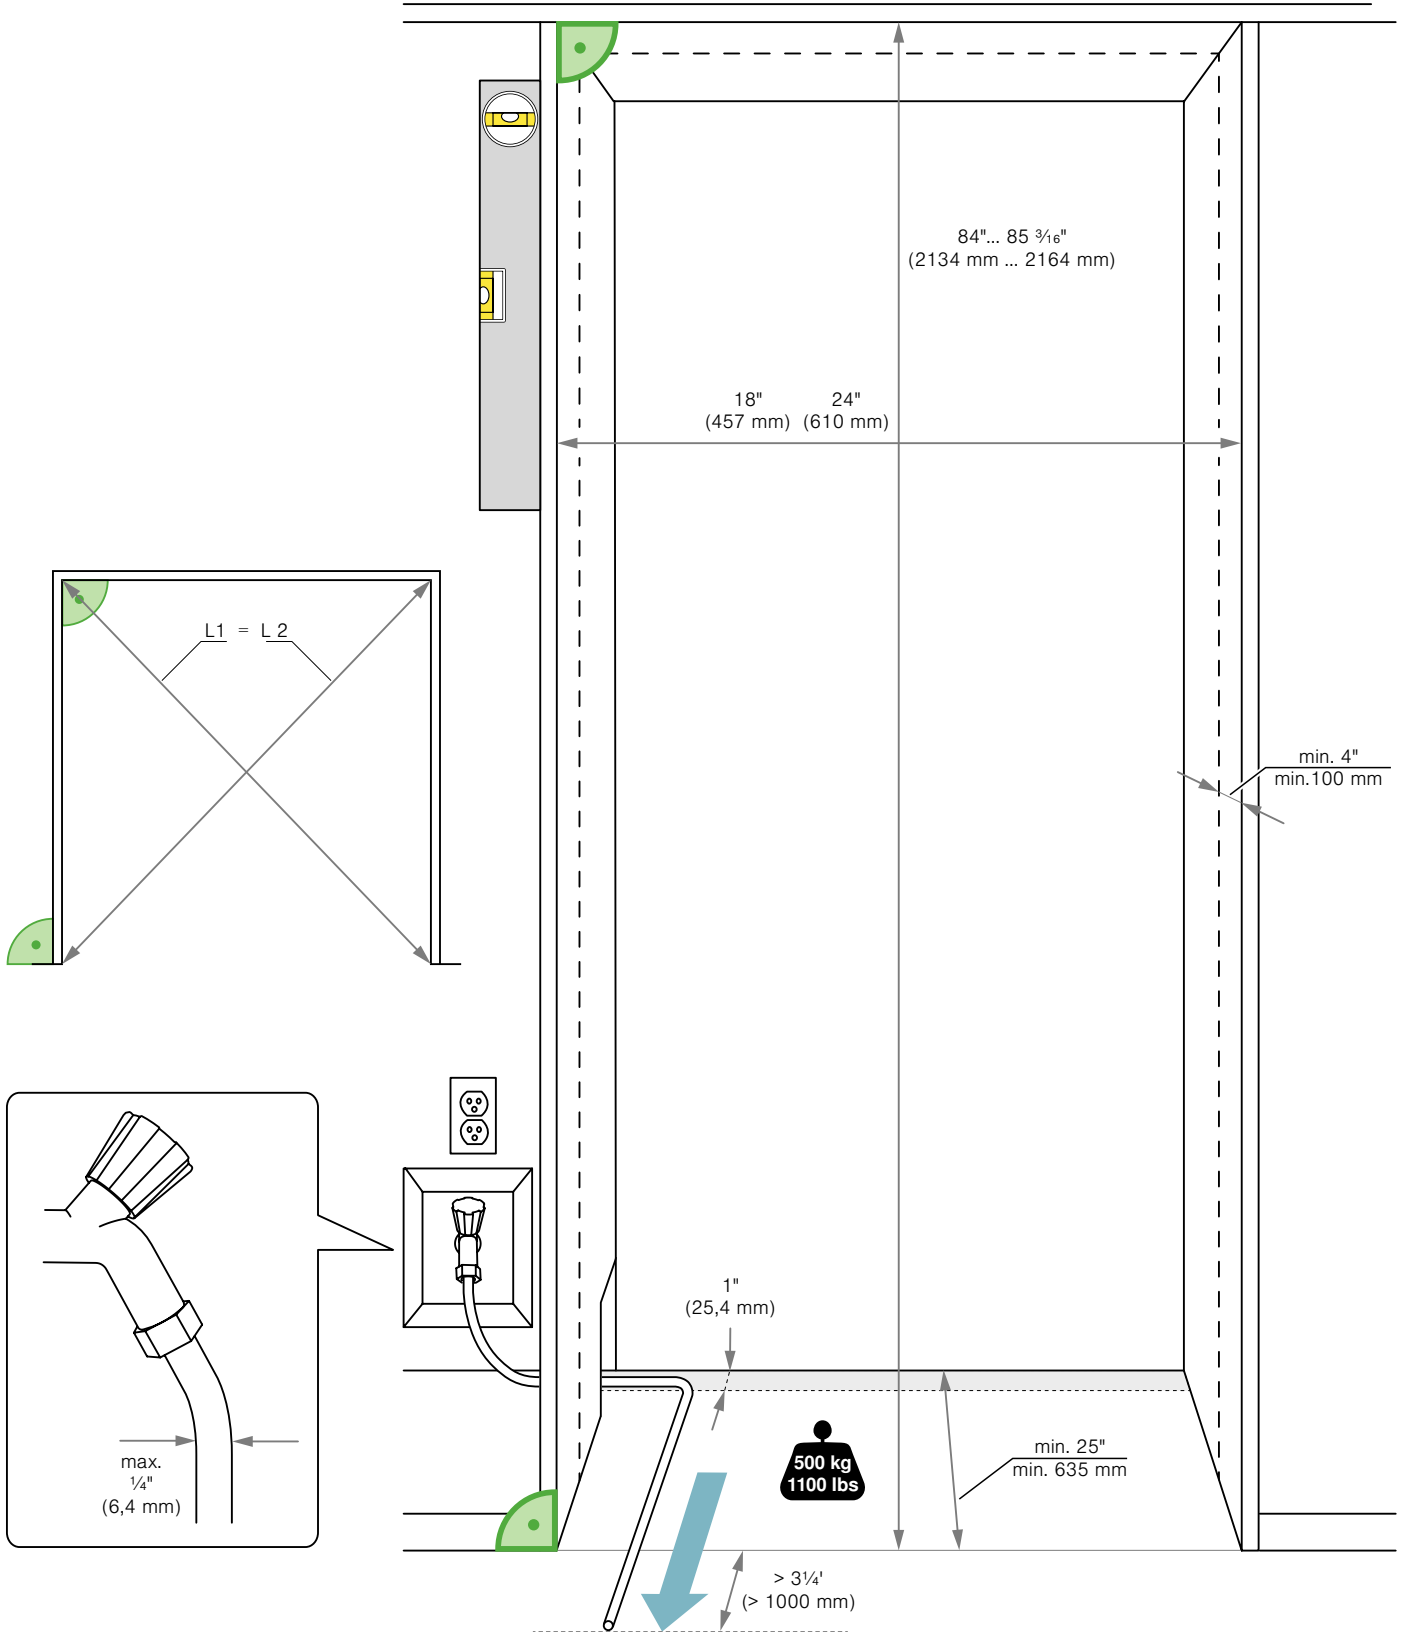 84"... 85 ³⁄₁₆"
(2134 mm ... 2164 mm)
18" 24"
(457 mm) (610 mm)
L1 = L 2
min. 4"
min.100 mm
1"
(25,4 mm)
max.
¼"
(6,4 mm)
500 kg
1100 lbs
min. 25"
min. 635 mm
> 3¼'
(> 1000 mm)